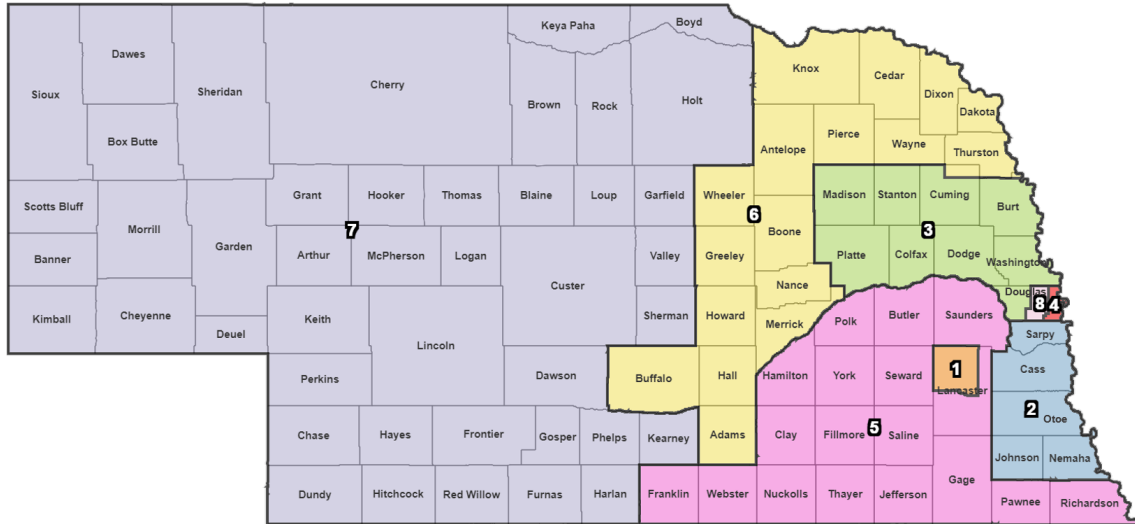 Keya Paha
Boyd
Dawes
Knox
Cedar
Sioux
Sheridan
Cherry
Dixon
Brown
Rock
Holt
Dakota
Box Butte
Pierce
Wayne
Antelope
Thurston
Scotts Bluff
Grant
Hooker
Thomas
Blaine
Loup
Garfield
Wheeler
Madison
Stanton
Cuming
Burt
Morrill
7
6
3
Garden
Boone
Banner
Arthur
McPherson
Logan
Valley
Greeley
Platte
Colfax
Dodge
Washington
Custer
Nance
Douglas
8
4
Kimball
Cheyenne
Keith
Sherman
Howard
Merrick
Polk
Butler
Saunders
Deuel
Lincoln
Sarpy
Perkins
Dawson
Buffalo
Hall
Hamilton
York
Seward
1
Cass
Lancaster
2
Otoe
Chase
Hayes
Frontier
Gosper
Phelps
Kearney
Adams
Clay
Fillmore
5
Saline
Johnson
Nemaha
Dundy
Hitchcock
Red Willow
Furnas
Harlan
Franklin
Webster
Nuckolls
Thayer
Jefferson
Gage
Pawnee
Richardson